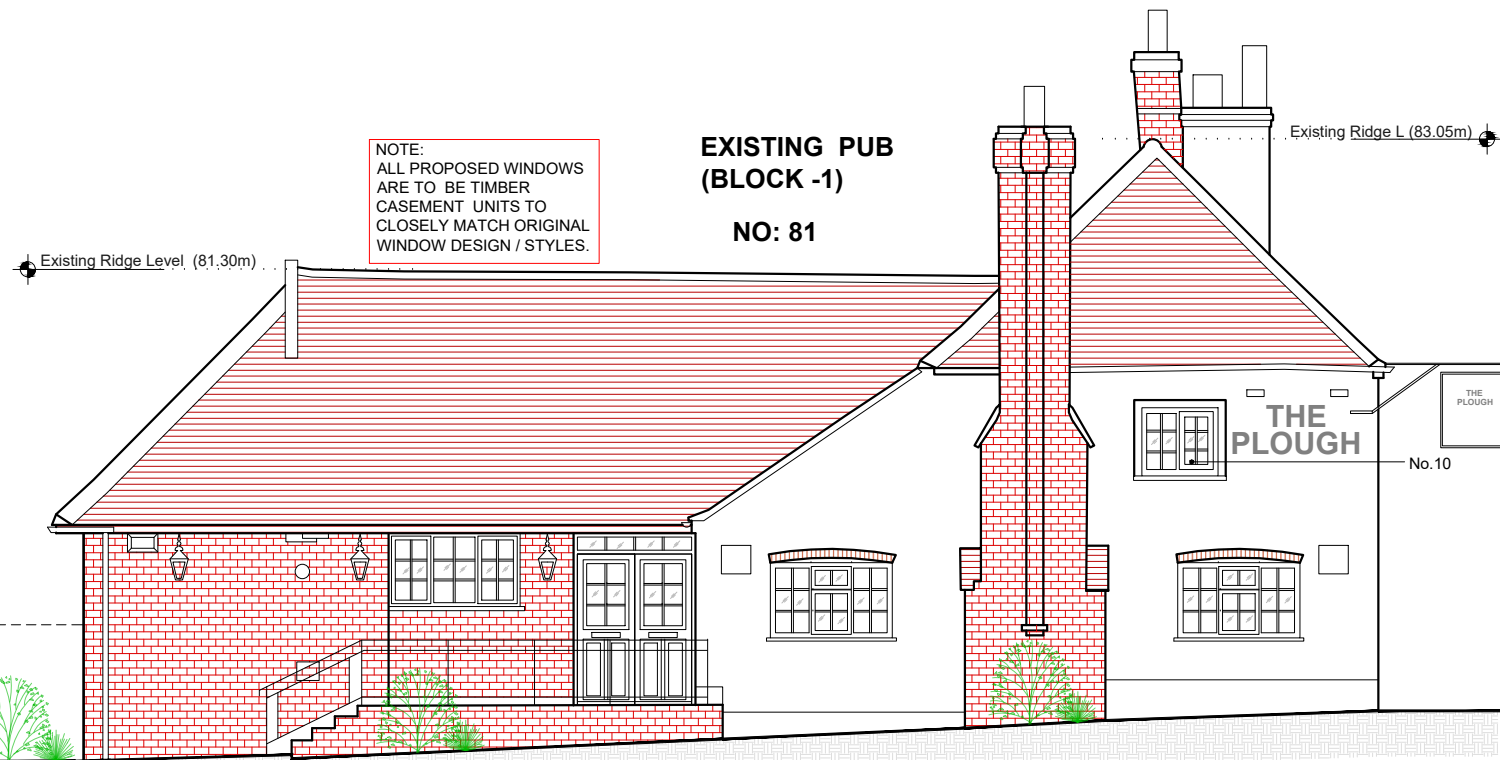 NOTE:
ALL PROPOSED WINDOWS
ARE TO BE TIMBER
CASEMENT UNITS TO
CLOSELY MATCH ORIGINAL
WINDOW DESIGN / STYLES.
EXISTING PUB
(BLOCK -1)
NO: 81
Existing Ridge L (83.05m)
Existing Ridge Level (81.30m)
THE
PLOUGH
THE
PLOUGH
No.10